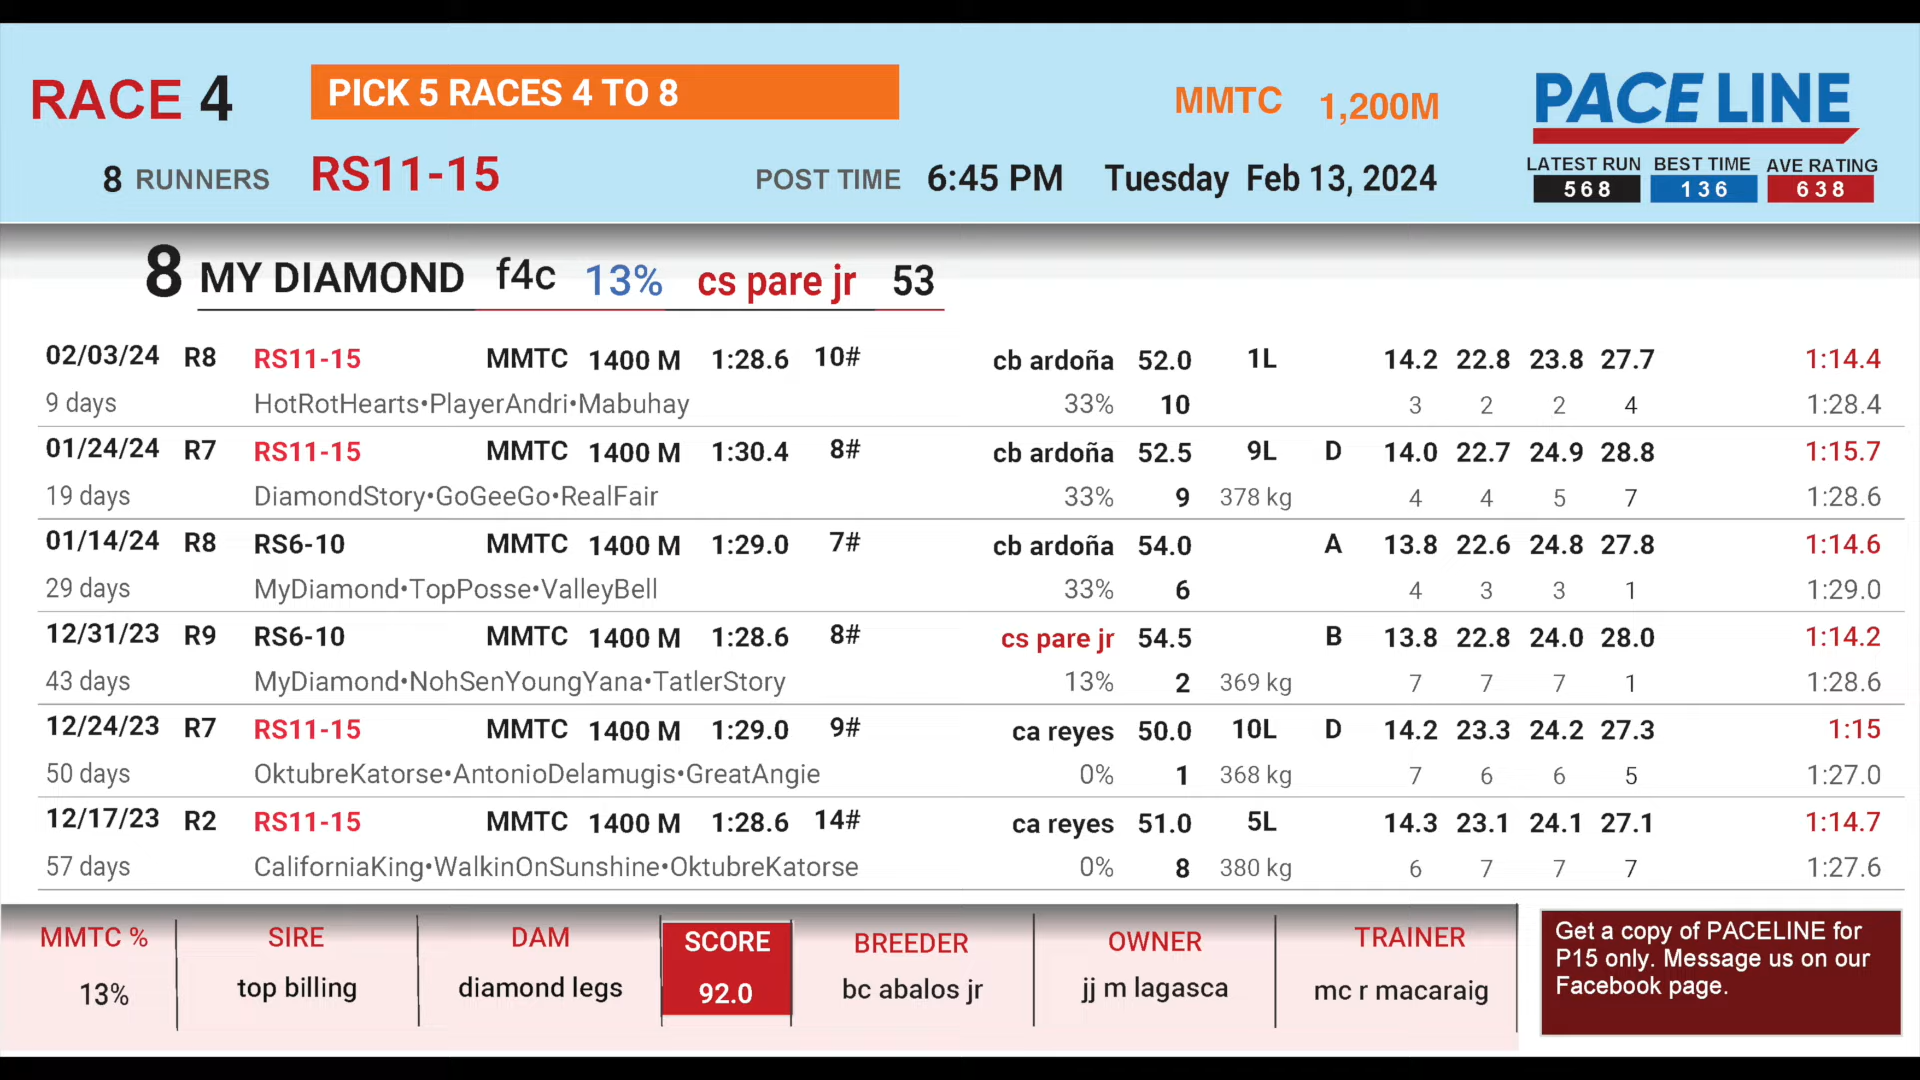 RACE 4 PICK 5 RACES 4 TO 8 MMTC 1,200M PACE LINE
8 RUNNERS RS11-15 POST TIME 6:45 PM Tuesday Feb 13, 2024
LATEST RUN BEST TIME AVE RATING
568 136 638
8 MY DIAMOND f4c 13% cs pare jr 53
02/03/24 R8 RS11-15 MMTC 1400 M 1:28.6 10# cb ardoña 52.0 1L 14.2 22.8 23.8 27.7 1:14.4
9 days HotRotHearts•PlayerAndri•Mabuhay 33% 10 3 2 2 4 1:28.4
01/24/24 R7 RS11-15 MMTC 1400 M 1:30.4 8# cb ardoña 52.5 9L D 14.0 22.7 24.9 28.8 1:15.7
19 days DiamondStory•GoGeeGo•RealFair 33% 9 378 kg 4 4 5 7 1:28.6
01/14/24 R8 RS6-10 MMTC 1400 M 1:29.0 7# cb ardoña 54.0 A 13.8 22.6 24.8 27.8 1:14.6
29 days MyDiamond•TopPosse•ValleyBell 33% 6 4 3 3 1 1:29.0
12/31/23 R9 RS6-10 MMTC 1400 M 1:28.6 8# cs pare jr 54.5 B 13.8 22.8 24.0 28.0 1:14.2
43 days MyDiamond•NohSenYoungYana•TatlerStory 13% 2 369 kg 7 7 7 1 1:28.6
12/24/23 R7 RS11-15 MMTC 1400 M 1:29.0 9# ca reyes 50.0 10L D 14.2 23.3 24.2 27.3 1:15
50 days OktubreKatorse•AntonioDelamugis•GreatAngie 0% 1 368 kg 7 6 6 5 1:27.0
12/17/23 R2 RS11-15 MMTC 1400 M 1:28.6 14# ca reyes 51.0 5L 14.3 23.1 24.1 27.1 1:14.7
57 days CaliforniaKing•WalkinOnSunshine•OktubreKatorse 0% 8 380 kg 6 7 7 7 1:27.6
MMTC % SIRE DAM SCORE BREEDER OWNER TRAINER
13% top billing diamond legs 92.0 bc abalos jr jj m lagasca mc r macaraig
Get a copy of PACELINE for
P15 only. Message us on our
Facebook page.